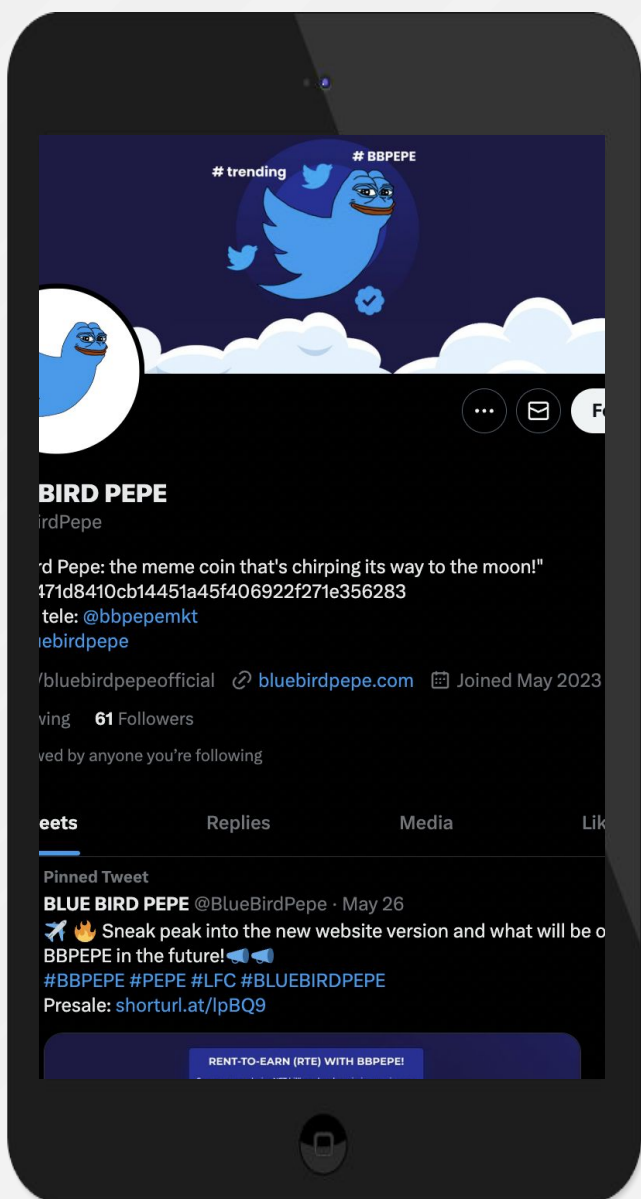 # BBPEPE
# trending
BIRD PEPE
irdPepe
rd Pepe: the meme coin that's chirping its way to the moon!"
471d8410cb14451a45f406922f271e356283
tele: @bbpepemkt
uebirdpepe
/bluebirdpepeofficial bluebirdpepe.com Joined May 2023
wing 61 Followers
wed by anyone you're following
eets Replies Media Lik
Pinned Tweet
BLUE BIRD PEPE @BlueBirdPepe · May 26
✈️ 🔥 Sneak peak into the new website version and what will be o
BBPEPE in the future!📣📣
#BBPEPE #PEPE #LFC #BLUEBIRDPEPE
Presale: shorturl.at/lpBQ9
RENT-TO-EARN (RTE) WITH BBPEPE!